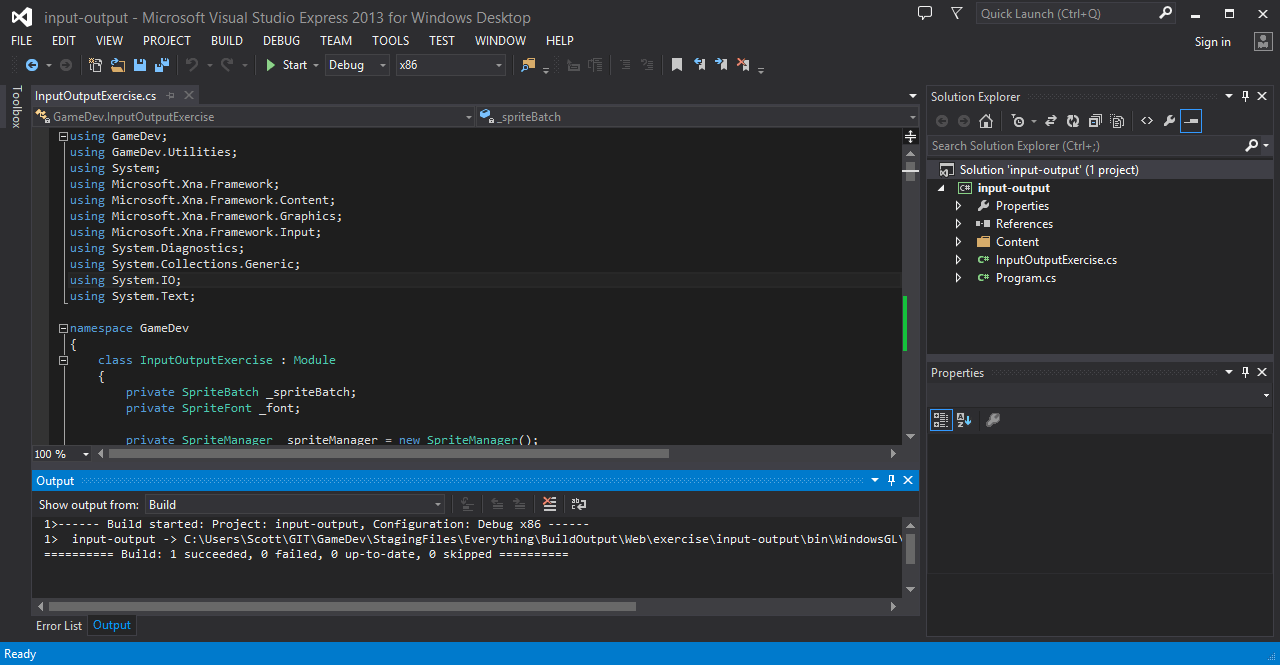 input-output - Microsoft Visual Studio Express 2013 for Windows Desktop
Quick Launch (Ctrl+Q)
FILE EDIT VIEW PROJECT BUILD DEBUG TEAM TOOLS TEST WINDOW HELP
Sign in
Start Debug x86
Toolbox
InputOutputExercise.cs
GameDev.InputOutputExercise
_spriteBatch
using GameDev;
using GameDev.Utilities;
using System;
using Microsoft.Xna.Framework;
using Microsoft.Xna.Framework.Content;
using Microsoft.Xna.Framework.Graphics;
using Microsoft.Xna.Framework.Input;
using System.Diagnostics;
using System.Collections.Generic;
using System.IO;
using System.Text;
namespace GameDev
{
class InputOutputExercise : Module
{
private SpriteBatch _spriteBatch;
private SpriteFont _font;
private SpriteManager _spriteManager = new SpriteManager();
100 %
Output
Show output from: Build
1>------ Build started: Project: input-output, Configuration: Debug x86 ------
1>  input-output -> C:\Users\Scott\GIT\GameDev\StagingFiles\Everything\BuildOutput\Web\exercise\input-output\bin\WindowsGL\
========== Build: 1 succeeded, 0 failed, 0 up-to-date, 0 skipped ==========
Error List Output
Ready
Solution Explorer
Search Solution Explorer (Ctrl+;)
Solution 'input-output' (1 project)
C# input-output
Properties
References
Content
C# InputOutputExercise.cs
C# Program.cs
Properties